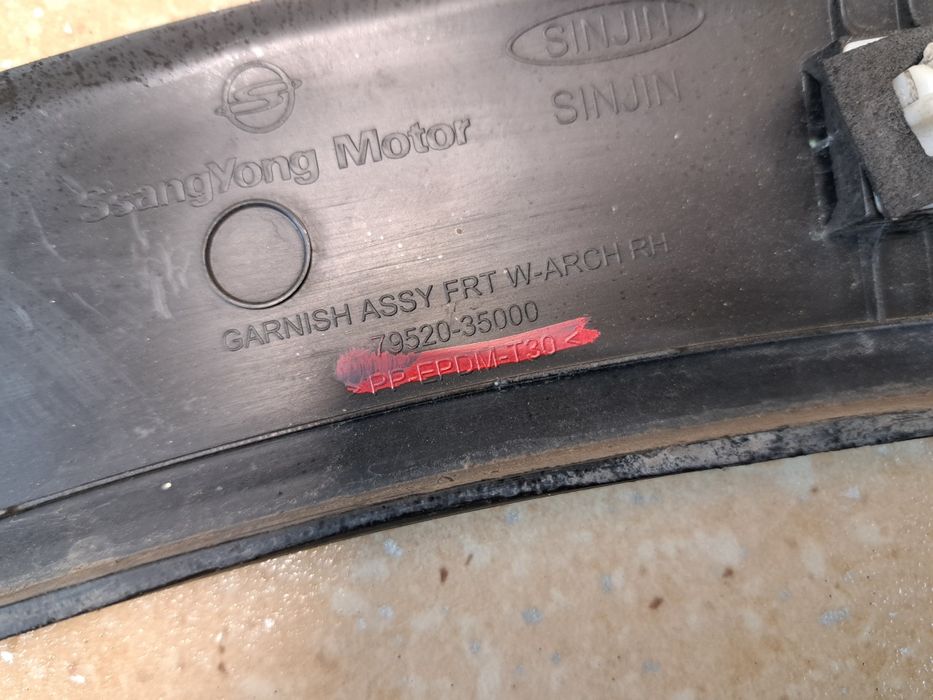 SINJIN
SINJIN
SsangYong Motor
GARNISH ASSY FRT W-ARCH RH
79520-35000
>PP-EPDM-T30<